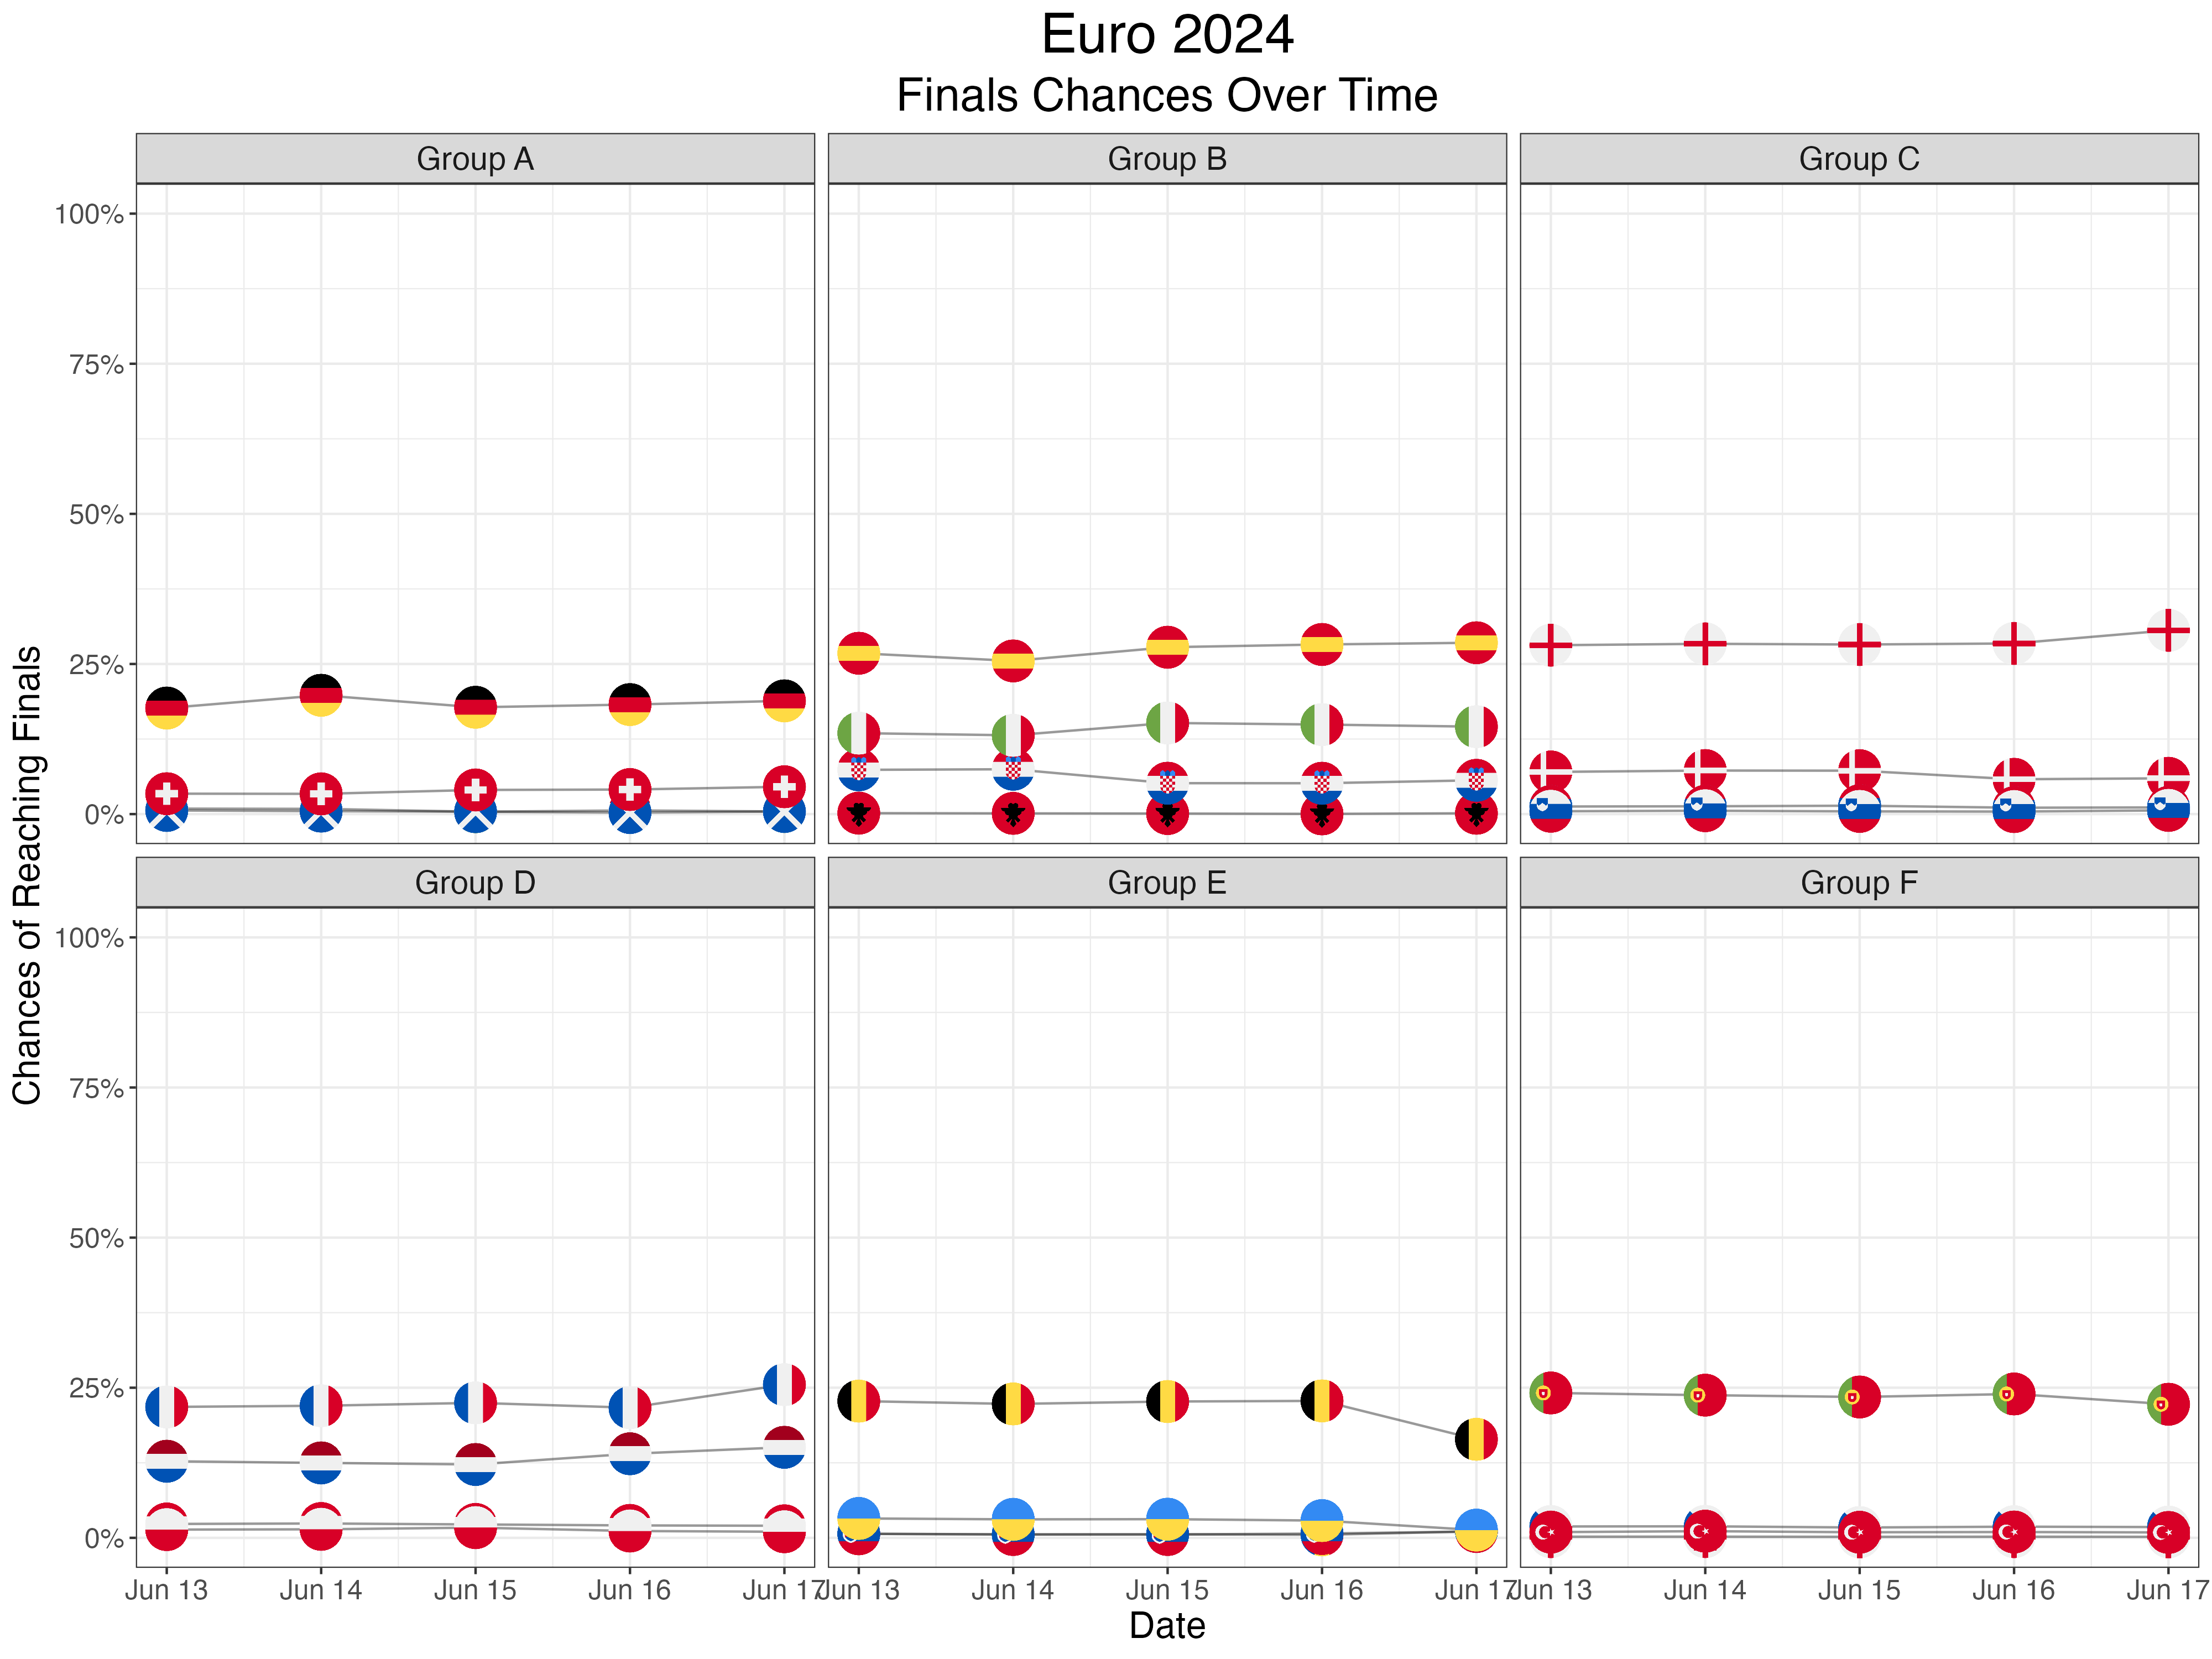 Euro 2024
Finals Chances Over Time
Group A
Group B
Group C
100%
75%
50%
25%
0%
Group D
Group E
Group F
100%
75%
50%
25%
0%
Chances of Reaching Finals
Jun 13 Jun 14 Jun 15 Jun 16 Jun 17
Jun 13 Jun 14 Jun 15 Jun 16 Jun 17
Jun 13 Jun 14 Jun 15 Jun 16 Jun 17
Date